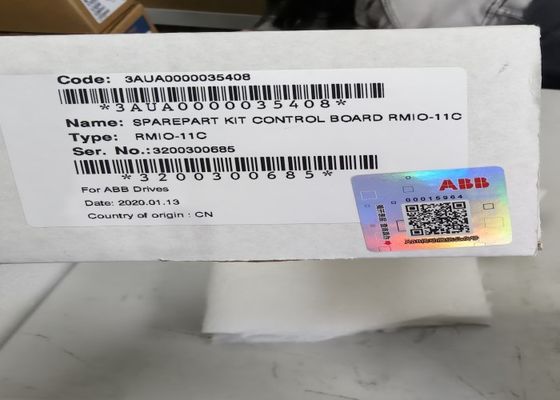 Code: 3AUA0000035408
*3AUA0000035408*
Name: SPAREPART KIT CONTROL BOARD RMIO-11C
Type: RMIO-11C
Ser. No.:3200300685
*3200300685*
For ABB Drives
Date: 2020.01.13
Country of origin : CN
ABB
00015964